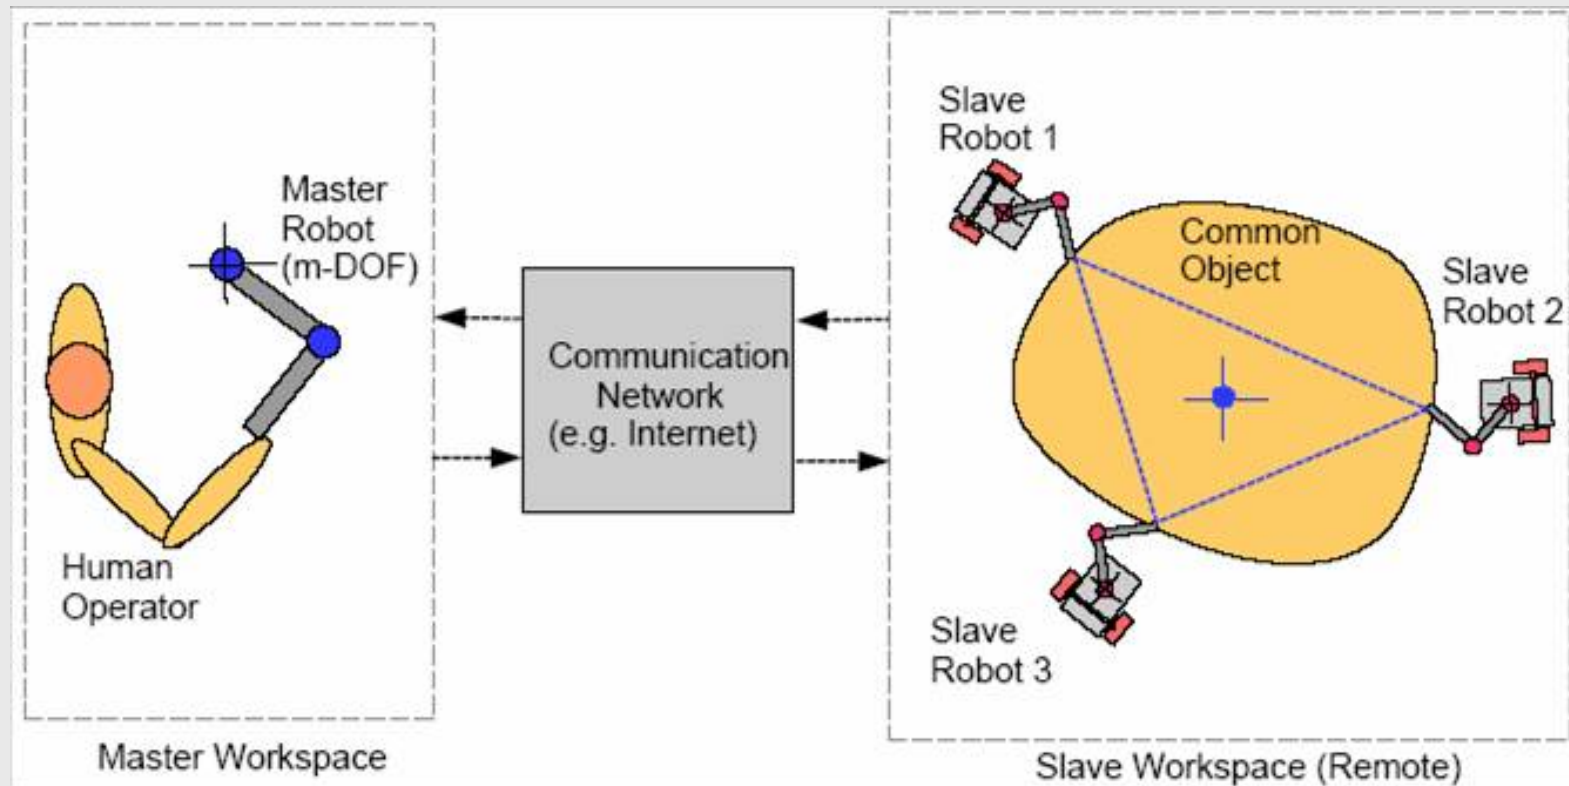 Master
Robot
(m-DOF)
Human
Operator
Master Workspace
Communication
Network
(e.g. Internet)
Slave
Robot 1
Common
Object
Slave
Robot 2
Slave
Robot 3
Slave Workspace (Remote)